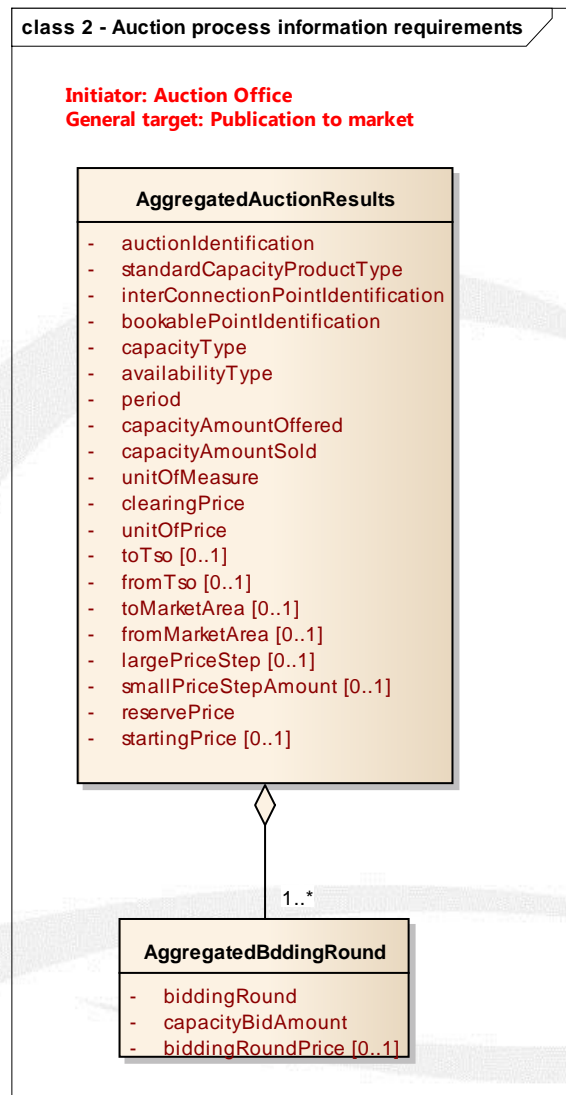 class 2 - Auction process information requirements
Initiator: Auction Office
General target: Publication to market
AggregatedAuctionResults
- auctionIdentification
- standardCapacityProductType
- interConnectionPointIdentification
- bookablePointIdentification
- capacityType
- availabilityType
- period
- capacityAmountOffered
- capacityAmountSold
- unitOfMeasure
- clearingPrice
- unitOfPrice
- toTso [0..1]
- fromTso [0..1]
- toMarketArea [0..1]
- fromMarketArea [0..1]
- largePriceStep [0..1]
- smallPriceStepAmount [0..1]
- reservePrice
- startingPrice [0..1]
1..*
AggregatedBddingRound
- biddingRound
- capacityBidAmount
- biddingRoundPrice [0..1]